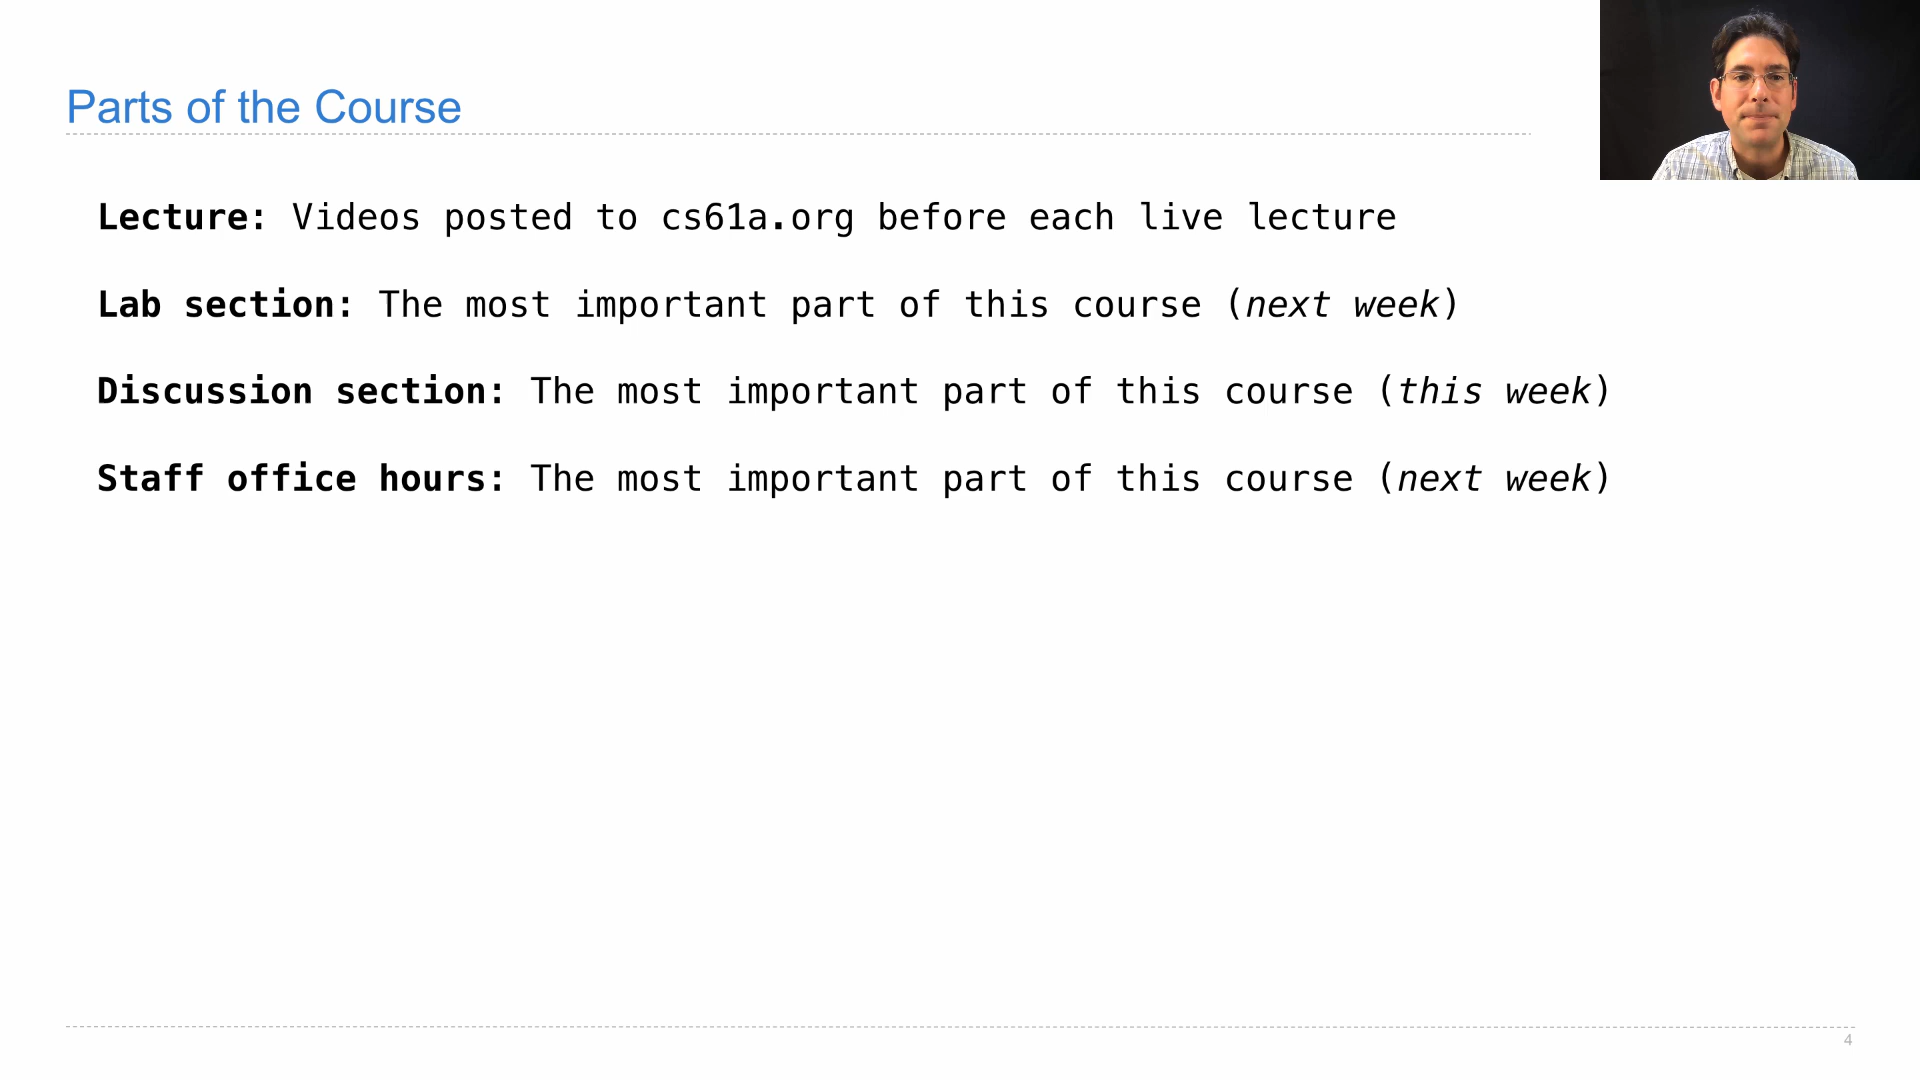 Parts of the Course
Lecture: Videos posted to cs61a.org before each live lecture
Lab section: The most important part of this course (next week)
Discussion section: The most important part of this course (this week)
Staff office hours: The most important part of this course (next week)
4